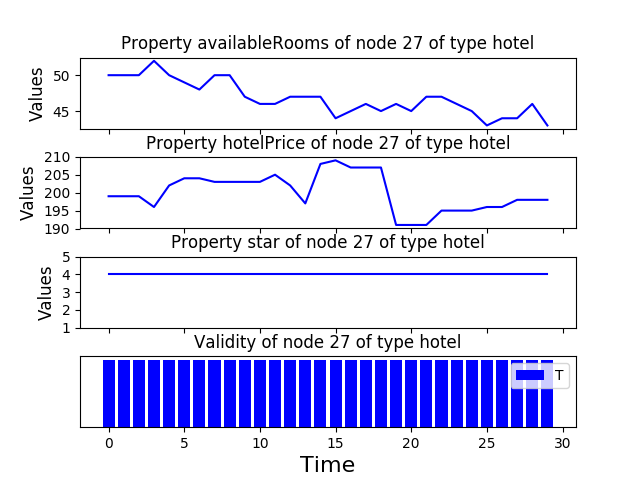 Property availableRooms of node 27 of type hotel
Values
50
45
Property hotelPrice of node 27 of type hotel
Values
210
205
200
195
190
Property star of node 27 of type hotel
Values
5
4
3
2
1
Validity of node 27 of type hotel
T
0 5 10 15 20 25 30
Time